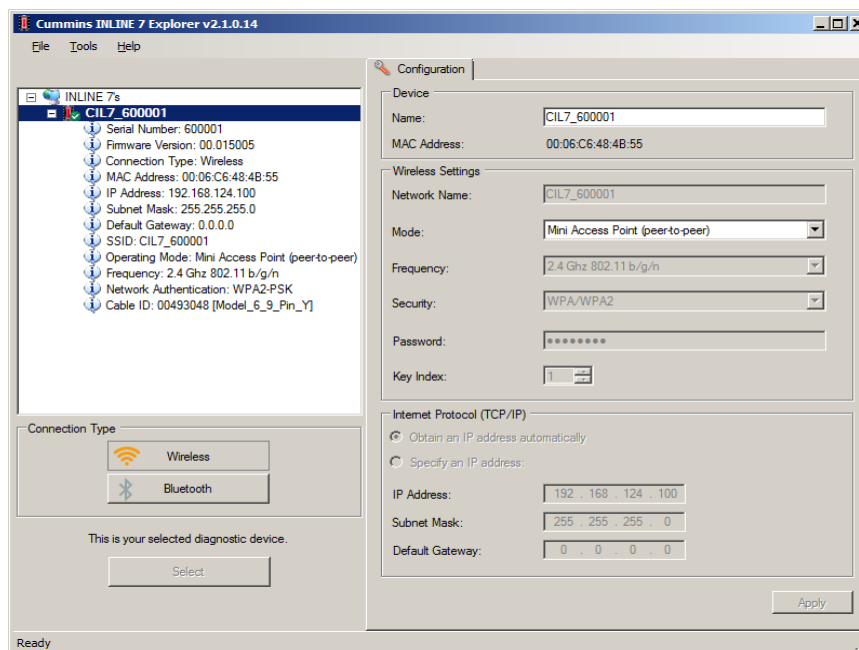 Cummins INLINE 7 Explorer v2.1.0.14
File Tools Help
INLINE 7's
CIL7_600001
Serial Number: 600001
Firmware Version: 00.015005
Connection Type: Wireless
MAC Address: 00:06:C6:48:4B:55
IP Address: 192.168.124.100
Subnet Mask: 255.255.255.0
Default Gateway: 0.0.0.0
SSID: CIL7_600001
Operating Mode: Mini Access Point (peer-to-peer)
Frequency: 2.4 Ghz 802.11 b/g/n
Network Authentication: WPA2-PSK
Cable ID: 00493048 [Model_6_9_Pin_Y]
Connection Type
Wireless
Bluetooth
This is your selected diagnostic device.
Select
Configuration
Device
Name: CIL7_600001
MAC Address: 00:06:C6:48:4B:55
Wireless Settings
Network Name: CIL7_600001
Mode: Mini Access Point (peer-to-peer)
Frequency: 2.4 Ghz 802.11 b/g/n
Security: WPA/WPA2
Password: ●●●●●●●●
Key Index: 1
Internet Protocol (TCP/IP)
Obtain an IP address automatically
Specify an IP address:
IP Address: 192 . 168 . 124 . 100
Subnet Mask: 255 . 255 . 255 . 0
Default Gateway: 0 . 0 . 0 . 0
Apply
Ready